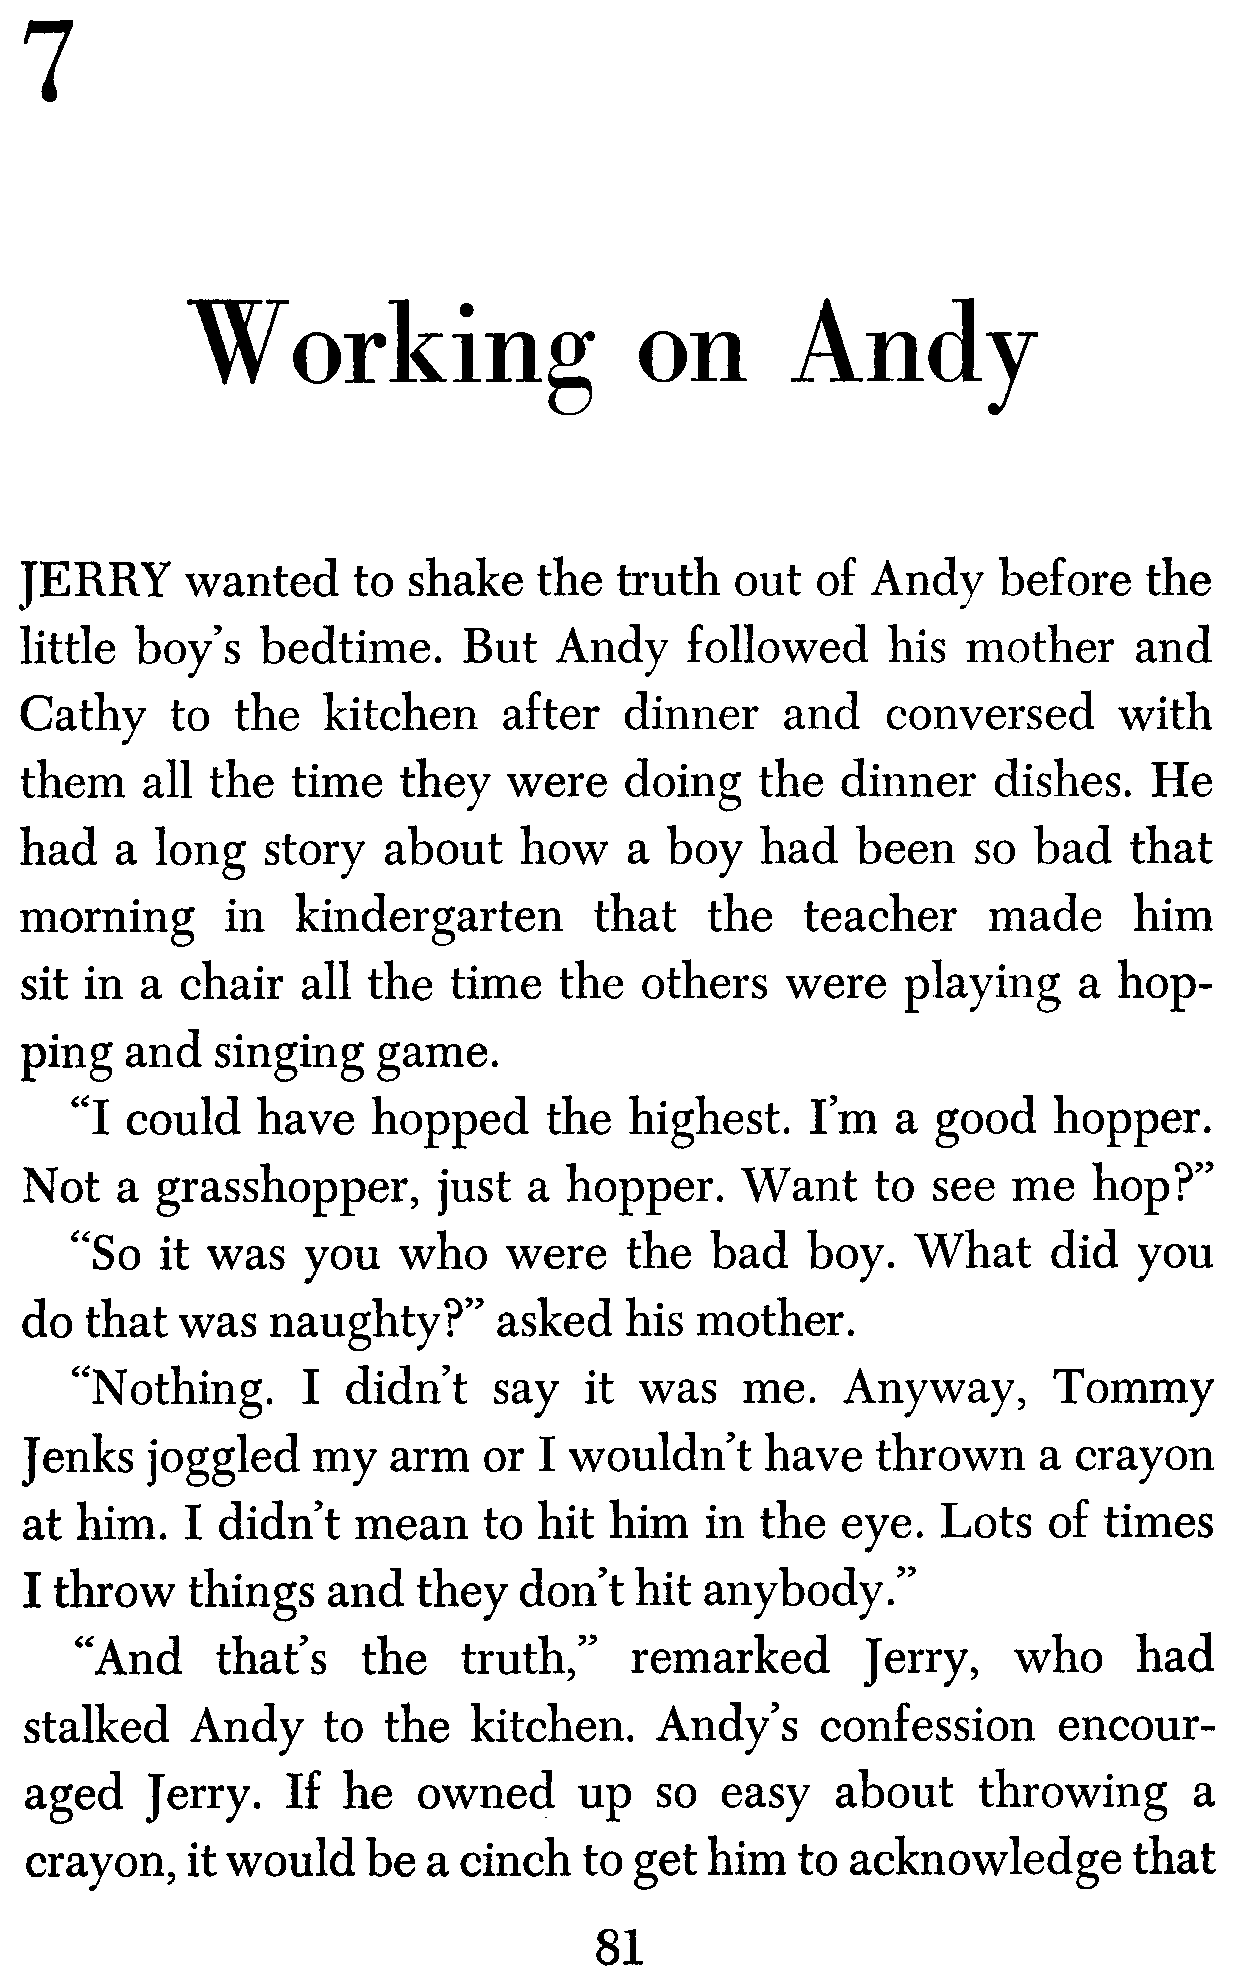 7
Working on Andy
JERRY wanted to shake the truth out of Andy before the
little boy's bedtime. But Andy followed his mother and
Cathy to the kitchen after dinner and conversed with
them all the time they were doing the dinner dishes. He
had a long story about how a boy had been so bad that
morning in kindergarten that the teacher made him
sit in a chair all the time the others were playing a hop-
ping and singing game.
“I could have hopped the highest. I'm a good hopper.
Not a grasshopper, just a hopper. Want to see me hop?”
“So it was you who were the bad boy. What did you
do that was naughty?” asked his mother.
“Nothing. I didn't say it was me. Anyway, Tommy
Jenks joggled my arm or I wouldn't have thrown a crayon
at him. I didn't mean to hit him in the eye. Lots of times
I throw things and they don't hit anybody.”
“And that's the truth,” remarked Jerry, who had
stalked Andy to the kitchen. Andy's confession encour-
aged Jerry. If he owned up so easy about throwing a
crayon, it would be a cinch to get him to acknowledge that
81